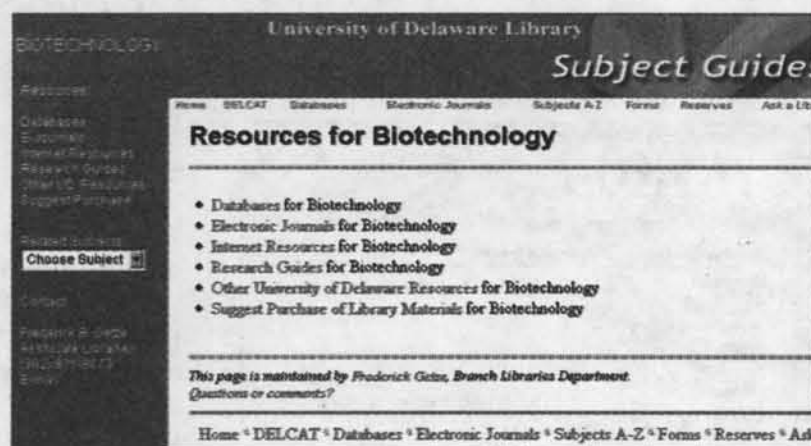 University of Delaware Library
Subject Guides
BIOTECHNOLOGY
Resources
Databases
E-Journals
Internet Resources
Research Guides
Other UD Resources
Suggest Purchase
Related Subjects
Choose Subject
Contact
Associate Librarian
Home DELCAT Databases Electronic Journals Subjects A-Z Forms Reserves Ask a Lib
Resources for Biotechnology
• Databases for Biotechnology
• Electronic Journals for Biotechnology
• Internet Resources for Biotechnology
• Research Guides for Biotechnology
• Other University of Delaware Resources for Biotechnology
• Suggest Purchase of Library Materials for Biotechnology
This page is maintained by Frederick Getze, Branch Libraries Department.
Questions or comments?
Home * DELCAT * Databases * Electronic Journals * Subjects A-Z * Forms * Reserves * Ask